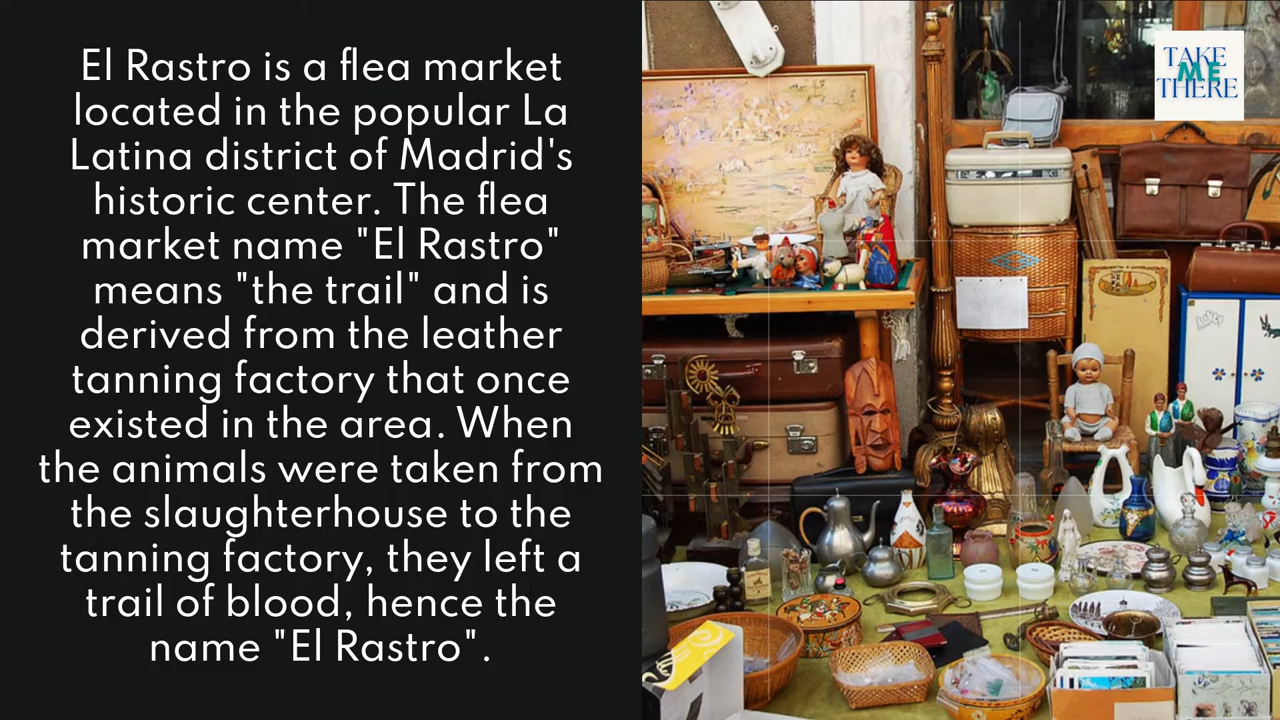 El Rastro is a flea market
located in the popular La
Latina district of Madrid's
historic center. The flea
market name "El Rastro"
means "the trail" and is
derived from the leather
tanning factory that once
existed in the area. When
the animals were taken from
the slaughterhouse to the
tanning factory, they left a
trail of blood, hence the
name "El Rastro".
TAKE
ME
THERE